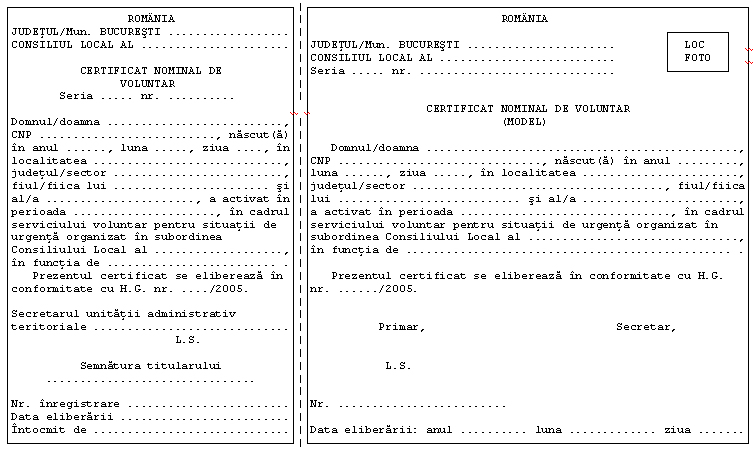 ROMÂNIA
JUDEŢUL/Mun. BUCUREŞTI ..................
CONSILIUL LOCAL AL ......................
CERTIFICAT NOMINAL DE
VOLUNTAR
Seria ..... nr. ..........
Domnul/doamna ..........................,
CNP .........................., născut(ă)
în anul ......, luna ....., ziua ...., în
localitatea ............................,
judeţul/sector .........................,
fiul/fiica lui ........................ şi
al/a ......................, a activat în
perioada ....................., în cadrul
serviciului voluntar pentru situaţii de
urgenţă organizat în subordinea
Consiliului Local al ...................,
în funcţia de .......................... .
Prezentul certificat se eliberează în
conformitate cu H.G. nr. ..../2005.
Secretarul unităţii administrativ
teritoriale .............................
L.S.
Semnătura titularului
..............................
Nr. înregistrare ........................
Data eliberării .........................
Întocmit de .............................
ROMÂNIA
JUDEŢUL/Mun. BUCUREŞTI ......................
CONSILIUL LOCAL AL ..........................
Seria ..... nr. .............................
LOC
FOTO
CERTIFICAT NOMINAL DE VOLUNTAR
(MODEL)
Domnul/doamna ..............................................,
CNP .............................., născut(ă) în anul ........,
luna ......, ziua ....., în localitatea .......................,
judeţul/sector ....................................., fiul/fiica
lui ............................ şi al/a .......................,
a activat în perioada ................................, în cadrul
serviciului voluntar pentru situaţii de urgenţă organizat în
subordinea Consiliului Local al ...............................,
în funcţia de ................................................. .
Prezentul certificat se eliberează în conformitate cu H.G.
nr. ....../2005.
Primar, Secretar,
L.S.
Nr. .........................
Data eliberării: anul ......... luna ............. ziua .......